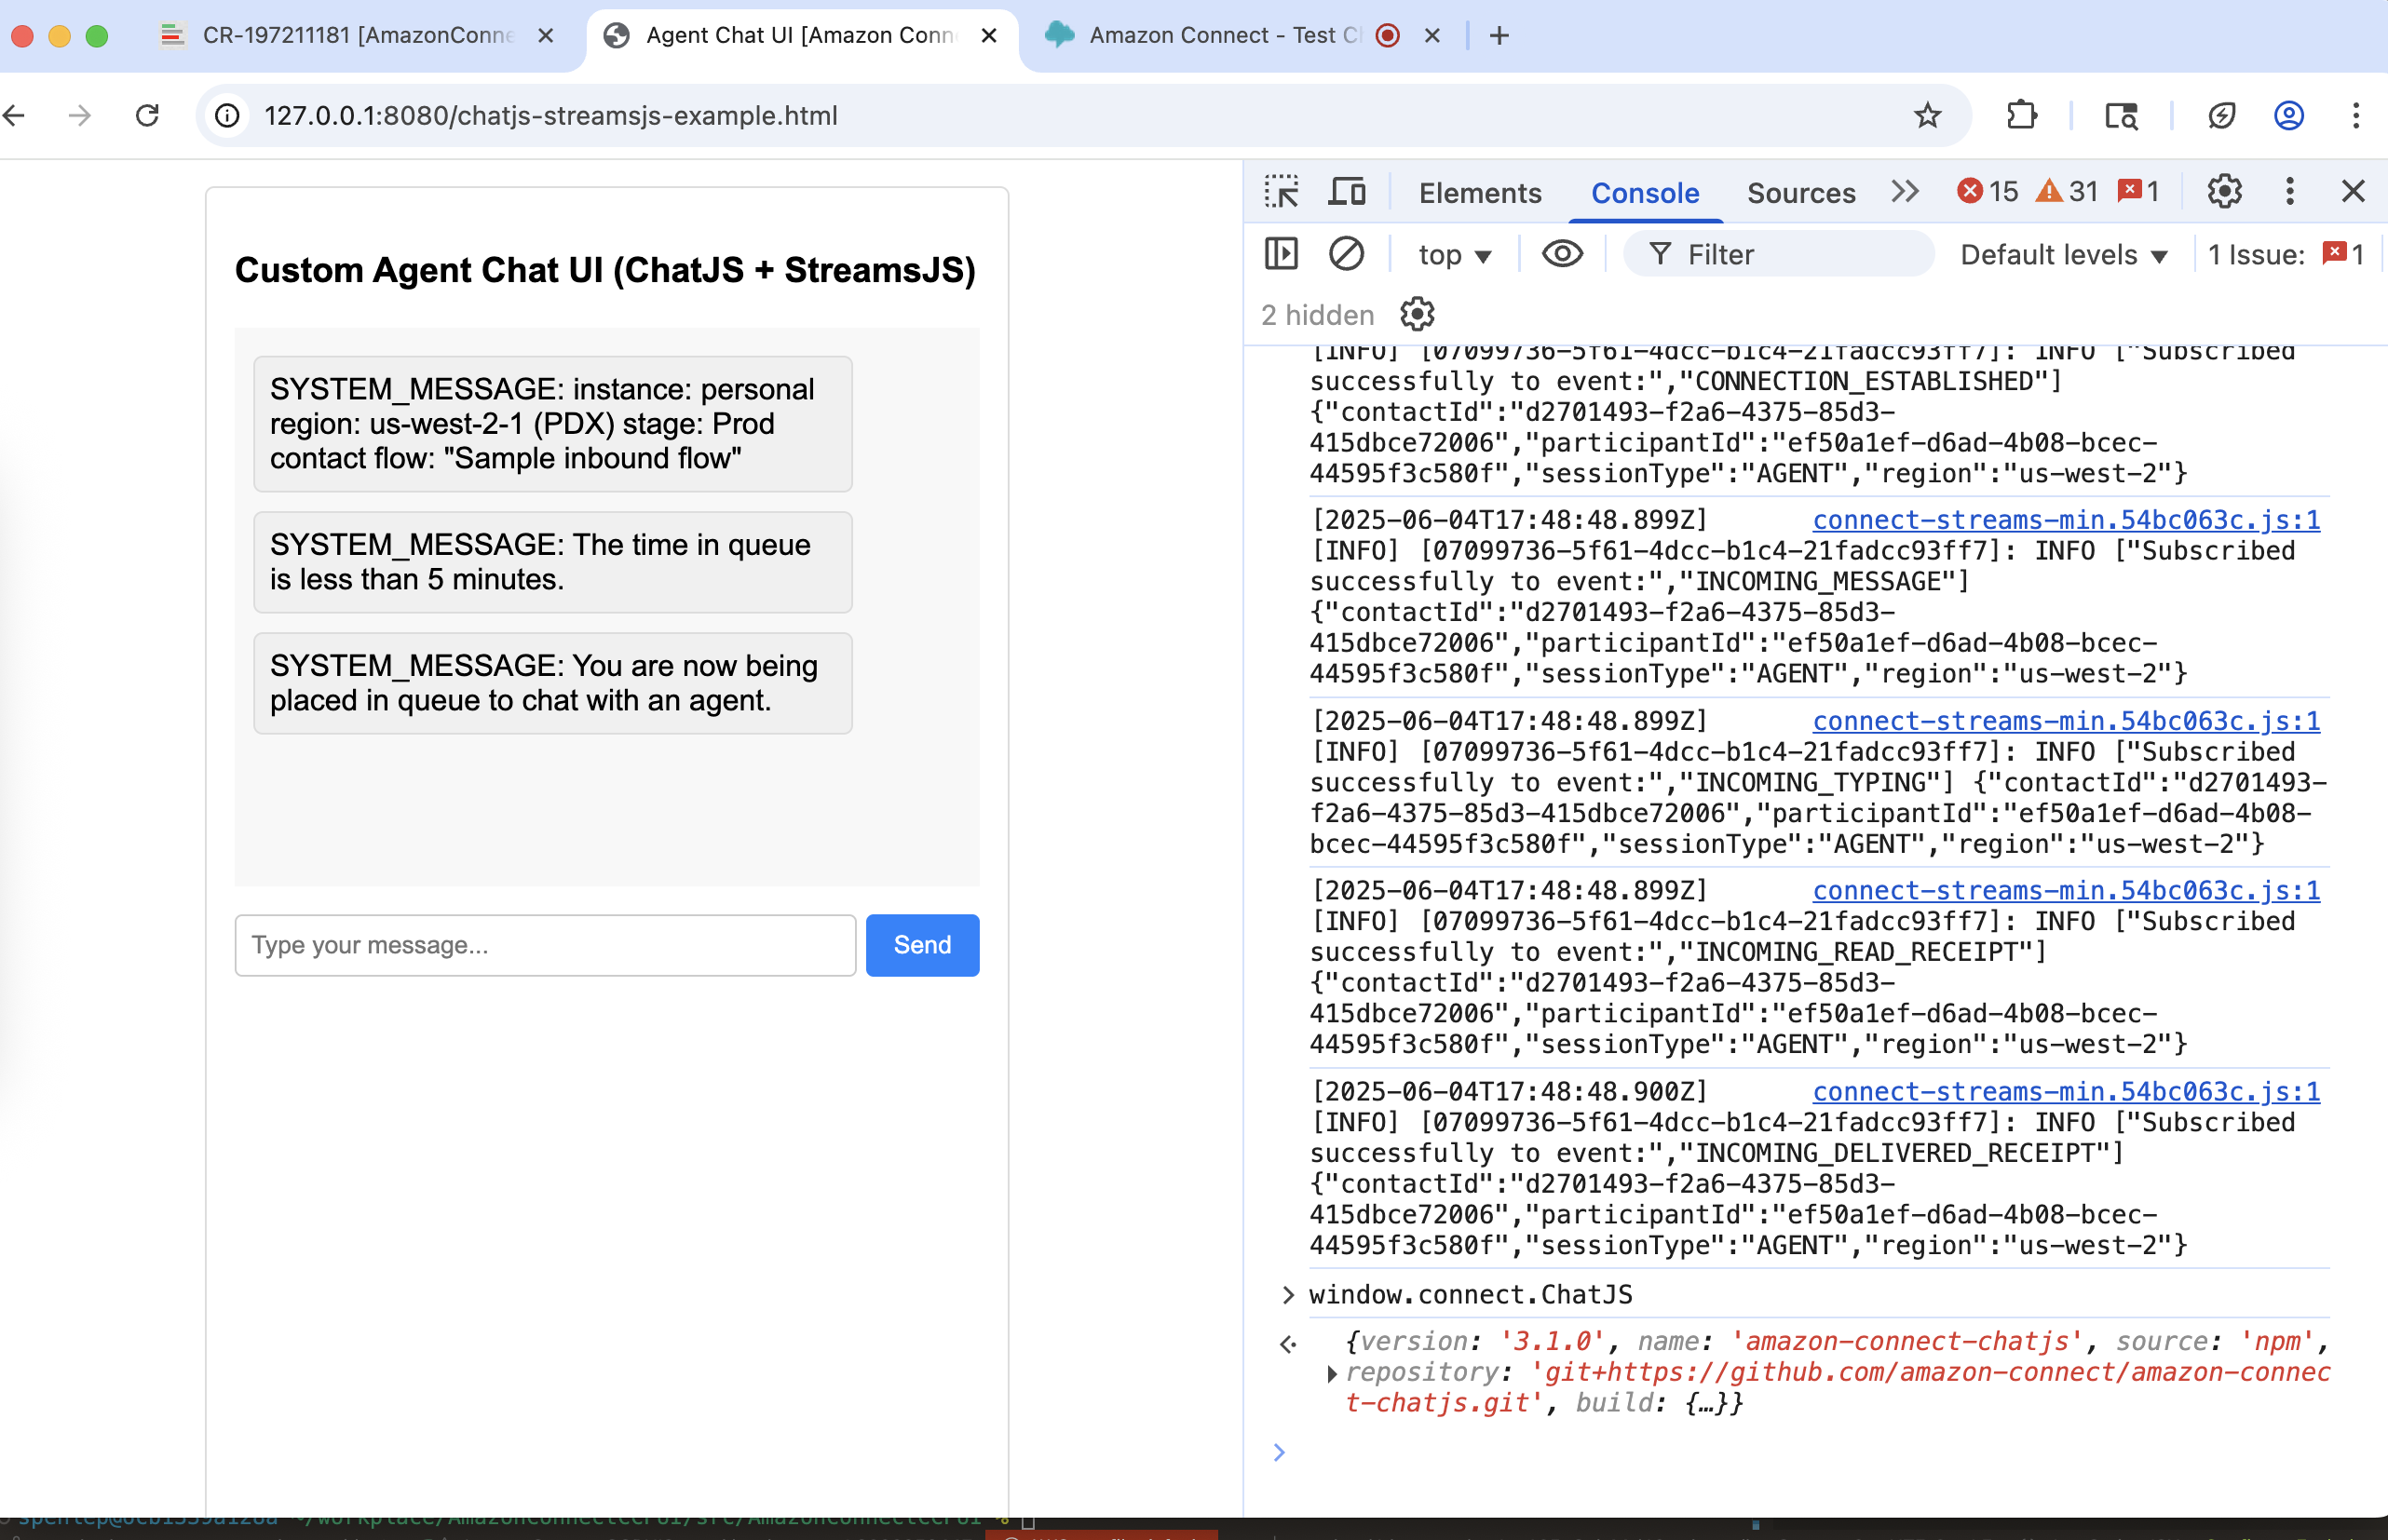 CR-197211181 [AmazonConne
Agent Chat UI [Amazon Conn
Amazon Connect - Test Cl
127.0.0.1:8080/chatjs-streamsjs-example.html
Custom Agent Chat UI (ChatJS + StreamsJS)
SYSTEM_MESSAGE: instance: personal
region: us-west-2-1 (PDX) stage: Prod
contact flow: "Sample inbound flow"
SYSTEM_MESSAGE: The time in queue
is less than 5 minutes.
SYSTEM_MESSAGE: You are now being
placed in queue to chat with an agent.
Type your message...
Send
Elements Console Sources 15 31 1
top Filter Default levels 1 Issue: 1
2 hidden
[INFO] [07099736-5f61-4dcc-b1c4-21fadcc93ff7]: INFO ["Subscribed
successfully to event:","CONNECTION_ESTABLISHED"]
{"contactId":"d2701493-f2a6-4375-85d3-
415dbce72006","participantId":"ef50a1ef-d6ad-4b08-bcec-
44595f3c580f","sessionType":"AGENT","region":"us-west-2"}
[2025-06-04T17:48:48.899Z] connect-streams-min.54bc063c.js:1
[INFO] [07099736-5f61-4dcc-b1c4-21fadcc93ff7]: INFO ["Subscribed
successfully to event:","INCOMING_MESSAGE"]
{"contactId":"d2701493-f2a6-4375-85d3-
415dbce72006","participantId":"ef50a1ef-d6ad-4b08-bcec-
44595f3c580f","sessionType":"AGENT","region":"us-west-2"}
[2025-06-04T17:48:48.899Z] connect-streams-min.54bc063c.js:1
[INFO] [07099736-5f61-4dcc-b1c4-21fadcc93ff7]: INFO ["Subscribed
successfully to event:","INCOMING_TYPING"] {"contactId":"d2701493-
f2a6-4375-85d3-415dbce72006","participantId":"ef50a1ef-d6ad-4b08-
bcec-44595f3c580f","sessionType":"AGENT","region":"us-west-2"}
[2025-06-04T17:48:48.899Z] connect-streams-min.54bc063c.js:1
[INFO] [07099736-5f61-4dcc-b1c4-21fadcc93ff7]: INFO ["Subscribed
successfully to event:","INCOMING_READ_RECEIPT"]
{"contactId":"d2701493-f2a6-4375-85d3-
415dbce72006","participantId":"ef50a1ef-d6ad-4b08-bcec-
44595f3c580f","sessionType":"AGENT","region":"us-west-2"}
[2025-06-04T17:48:48.900Z] connect-streams-min.54bc063c.js:1
[INFO] [07099736-5f61-4dcc-b1c4-21fadcc93ff7]: INFO ["Subscribed
successfully to event:","INCOMING_DELIVERED_RECEIPT"]
{"contactId":"d2701493-f2a6-4375-85d3-
415dbce72006","participantId":"ef50a1ef-d6ad-4b08-bcec-
44595f3c580f","sessionType":"AGENT","region":"us-west-2"}
window.connect.ChatJS
{version: '3.1.0', name: 'amazon-connect-chatjs', source: 'npm',
repository: 'git+https://github.com/amazon-connect/amazon-connec
t-chatjs.git', build: {…}}